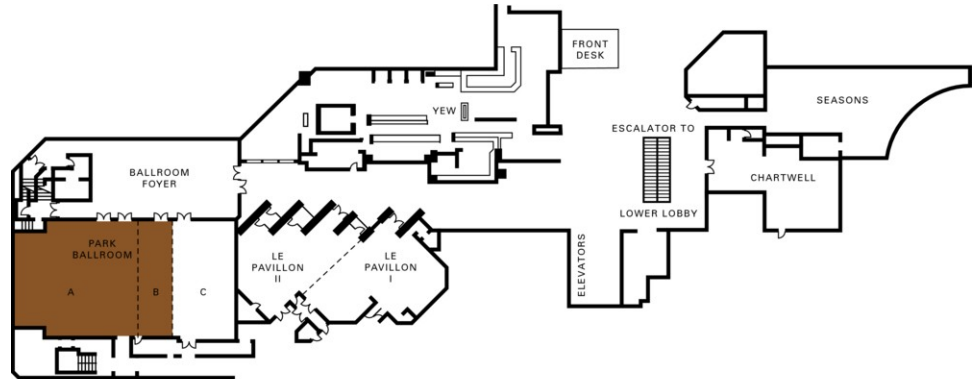 FRONT
DESK
SEASONS
YEW
ESCALATOR TO
BALLROOM
FOYER
CHARTWELL
LOWER LOBBY
PARK
BALLROOM
ELEVATORS
LE
PAVILLON
II
LE
PAVILLON
I
A
B
C